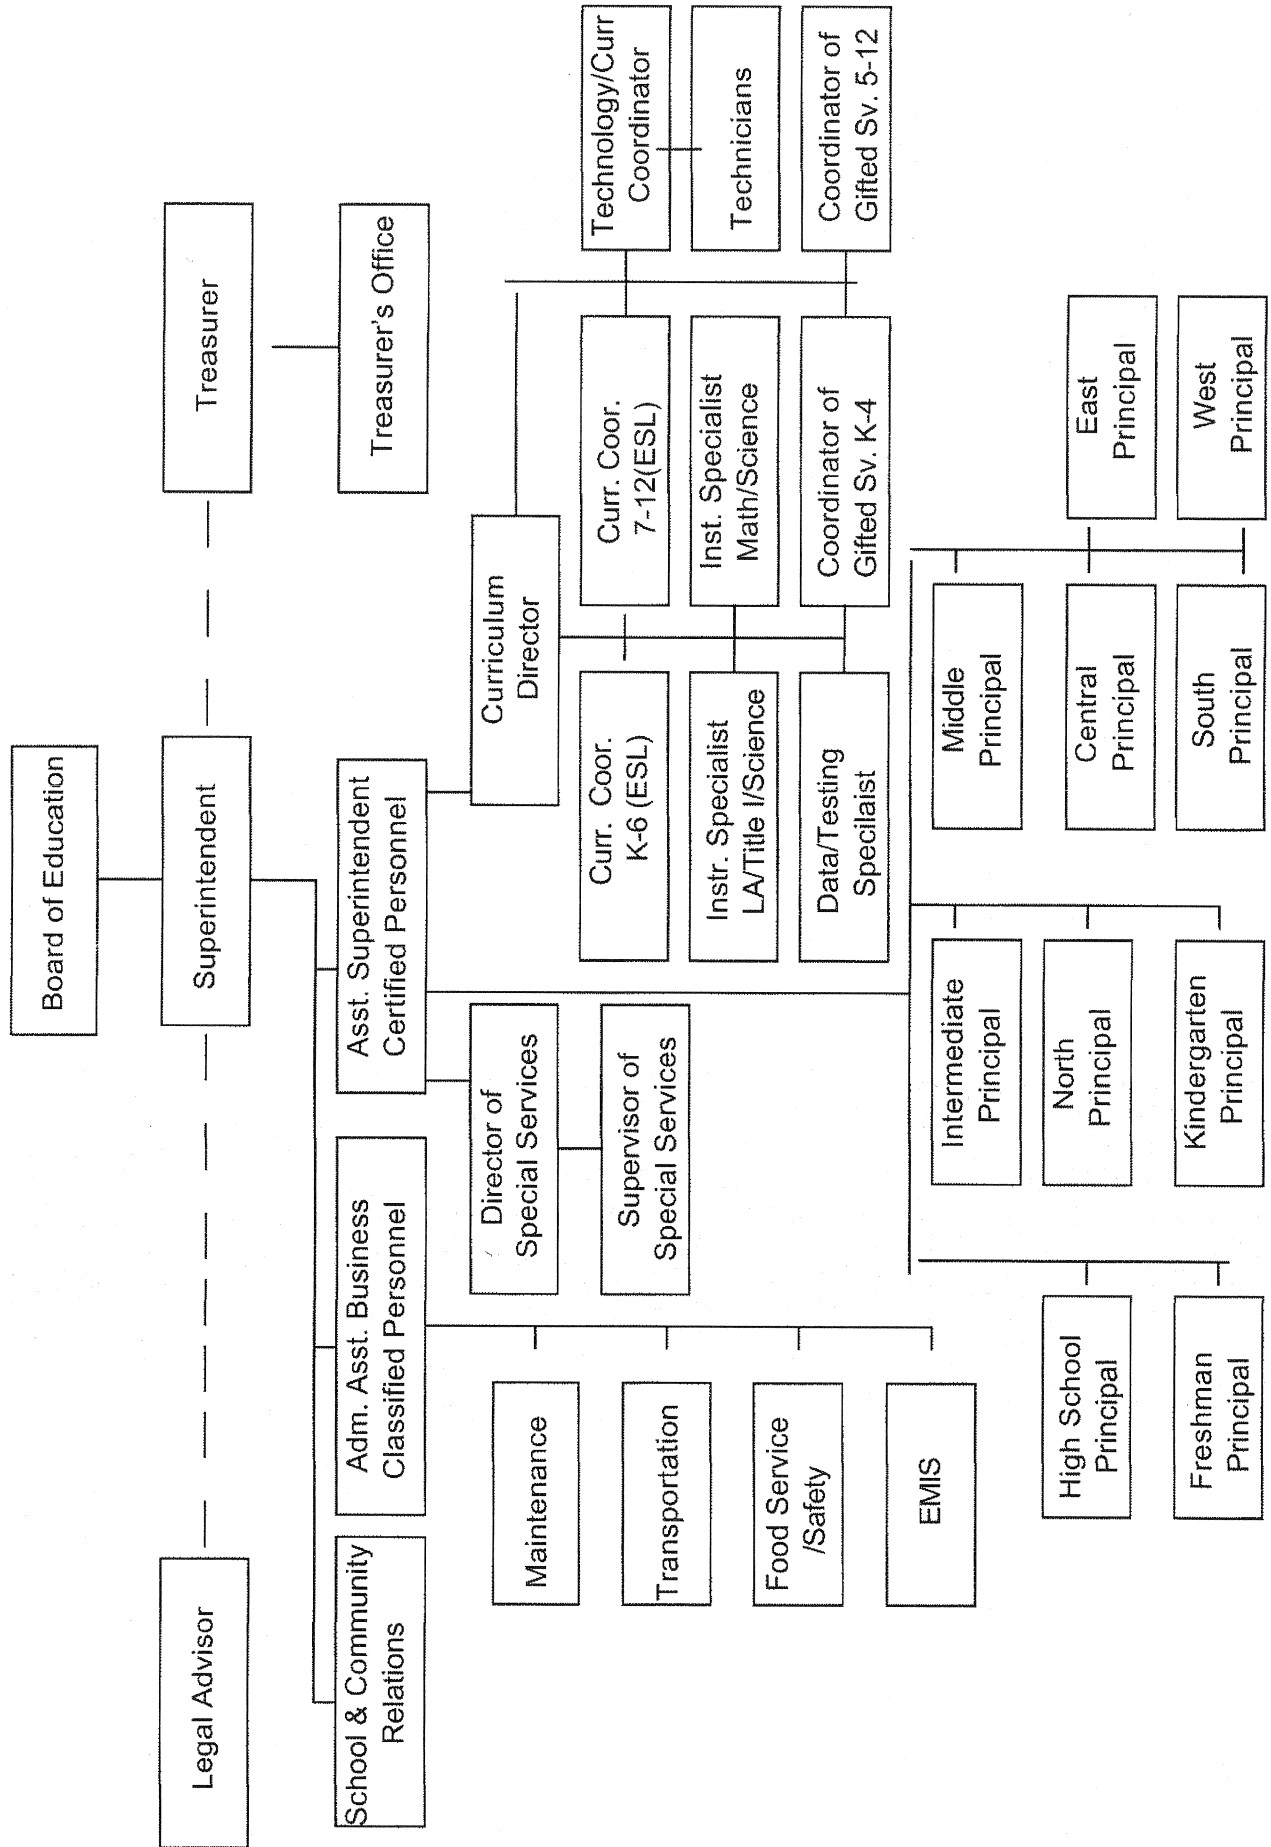 Board of Education
Legal Advisor
Superintendent
Treasurer
School & Community
Relations
Adm. Asst. Business
Classified Personnel
Asst. Superintendent
Certified Personnel
Treasurer's Office
Director of
Special Services
Curriculum
Director
Maintenance
Supervisor of
Special Services
Curr. Coor.
K-6 (ESL)
Curr. Coor.
7-12(ESL)
Technology/Curr
Coordinator
Transportation
Instr. Specialist
LA/Title I/Science
Inst. Specialist
Math/Science
Technicians
Food Service
/Safety
Data/Testing
Specilaist
Coordinator of
Gifted Sv. K-4
Coordinator of
Gifted Sv. 5-12
EMIS
Intermediate
Principal
Middle
Principal
High School
Principal
North
Principal
Central
Principal
East
Principal
Freshman
Principal
Kindergarten
Principal
South
Principal
West
Principal